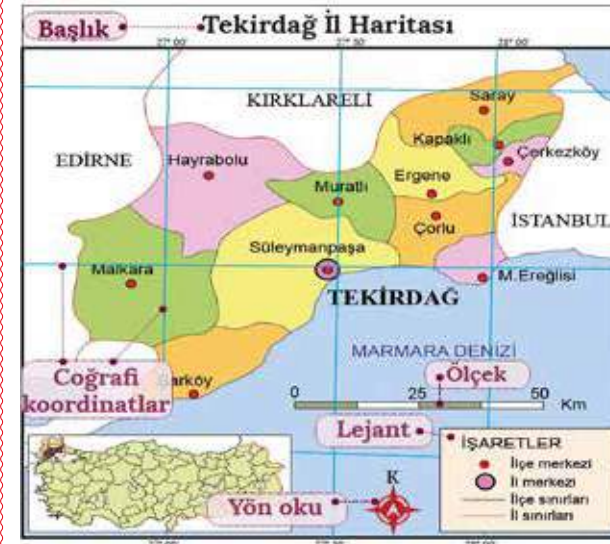 Başlık
Tekirdağ İl Haritası
27° 00'
KIRKLARELİ
Saray
Kapaklı
Çerkezköy
EDİRNE
Hayrabolu
Ergene
Muratlı
Çorlu
İSTANBUL
Süleymanpaşa
Malkara
M.Ereğlisi
TEKİRDAĞ
MARMARA DENİZİ
Coğrafi
koordinatlar
Ölçek
0 25 50
Km
Lejant
İŞARETLER
İlçe merkezi
İl merkezi
İlçe sınırları
İl sınırları
K
Yön oku